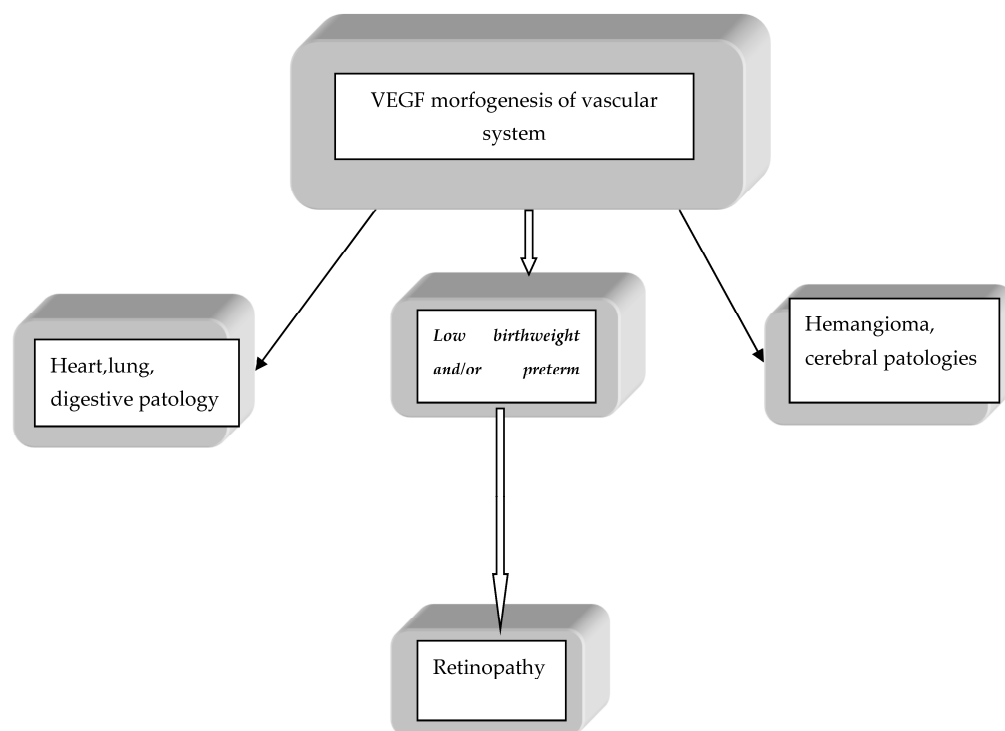 VEGF morfogenesis of vascular
system
Heart,lung,
digestive patology
Low birthweight
and/or preterm
Hemangioma,
cerebral patologies
Retinopathy